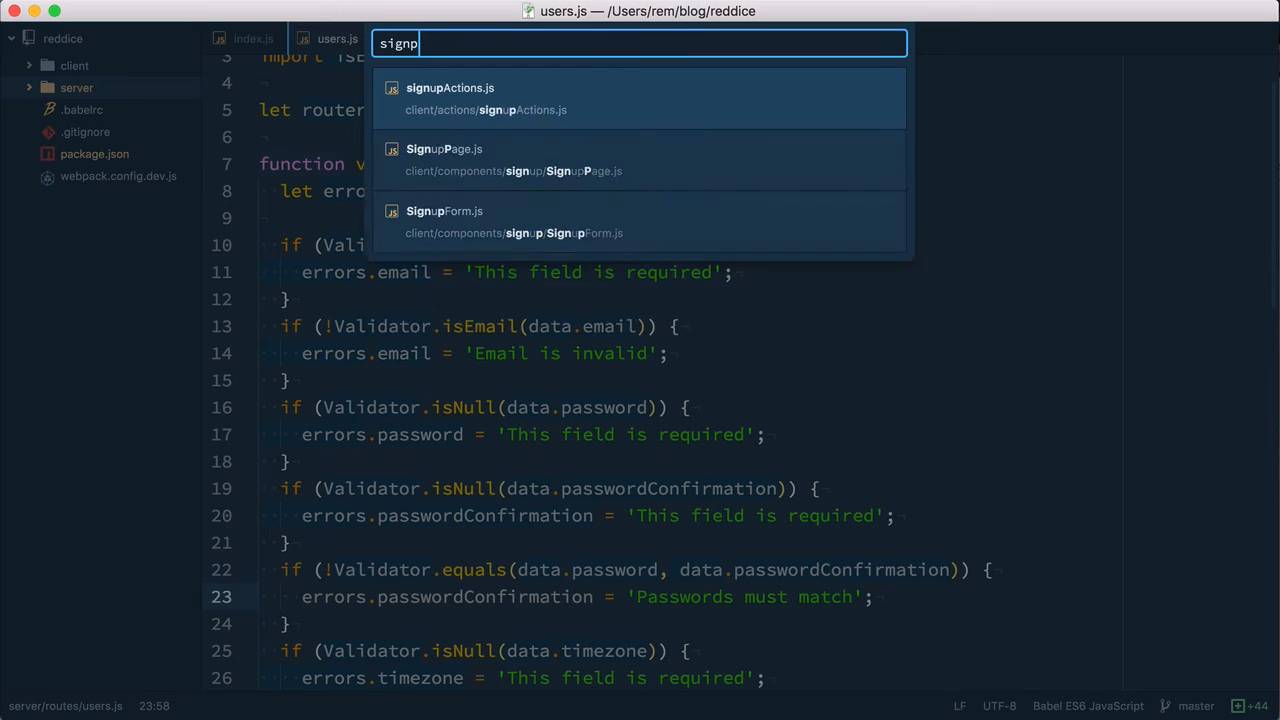 users.js — /Users/rem/blog/reddice
reddice
client
server
.babelrc
.gitignore
package.json
webpack.config.dev.js
index.js
users.js
signp
signupActions.js
client/actions/signupActions.js
SignupPage.js
client/components/signup/SignupPage.js
SignupForm.js
client/components/signup/SignupForm.js
3 import isE
4
5 let router
6
7 function v
8 let erro
9
10 if (Vali
11 errors.email = 'This field is required';
12 }
13 if (!Validator.isEmail(data.email)) {
14 errors.email = 'Email is invalid';
15 }
16 if (Validator.isNull(data.password)) {
17 errors.password = 'This field is required';
18 }
19 if (Validator.isNull(data.passwordConfirmation)) {
20 errors.passwordConfirmation = 'This field is required';
21 }
22 if (!Validator.equals(data.password, data.passwordConfirmation)) {
23 errors.passwordConfirmation = 'Passwords must match';
24 }
25 if (Validator.isNull(data.timezone)) {
26 errors.timezone = 'This field is required';
server/routes/users.js 23:58 LF UTF-8 Babel ES6 JavaScript master +44